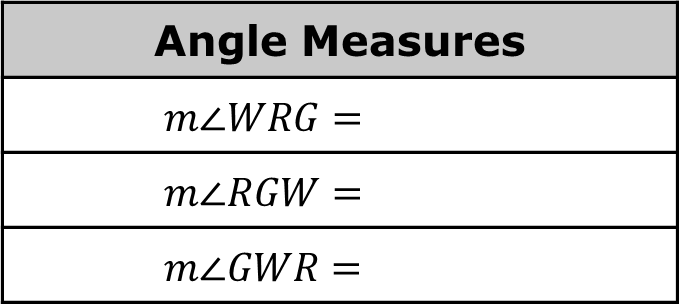 Angle Measures
m∠WRG =
m∠RGW =
m∠GWR =